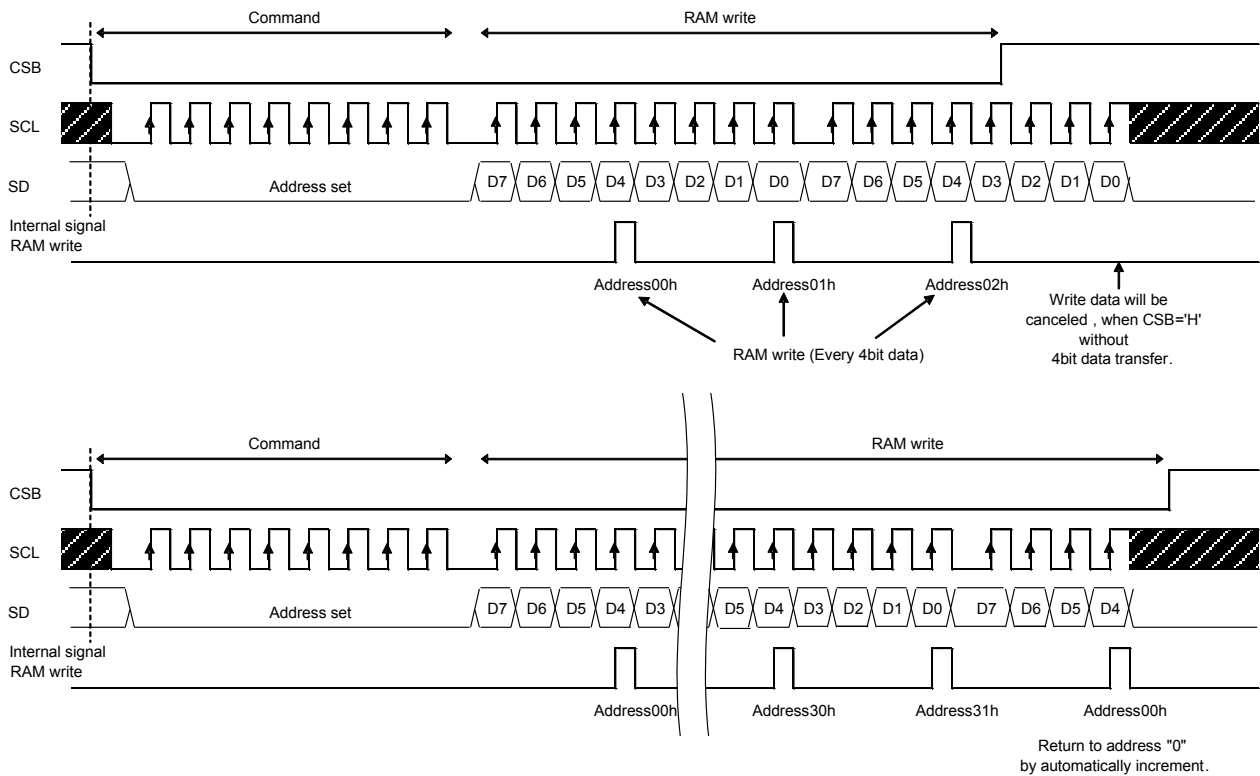 Command RAM write
CSB
SCL
SD Address set D7 D6 D5 D4 D3 D2 D1 D0 D7 D6 D5 D4 D3 D2 D1 D0
Internal signal
RAM write
Address00h Address01h Address02h
Write data will be
canceled , when CSB='H'
without
4bit data transfer.
RAM write (Every 4bit data)
Command RAM write
CSB
SCL
SD Address set D7 D6 D5 D4 D3 D5 D4 D3 D2 D1 D0 D7 D6 D5 D4
Internal signal
RAM write
Address00h Address30h Address31h Address00h
Return to address "0"
by automatically increment.